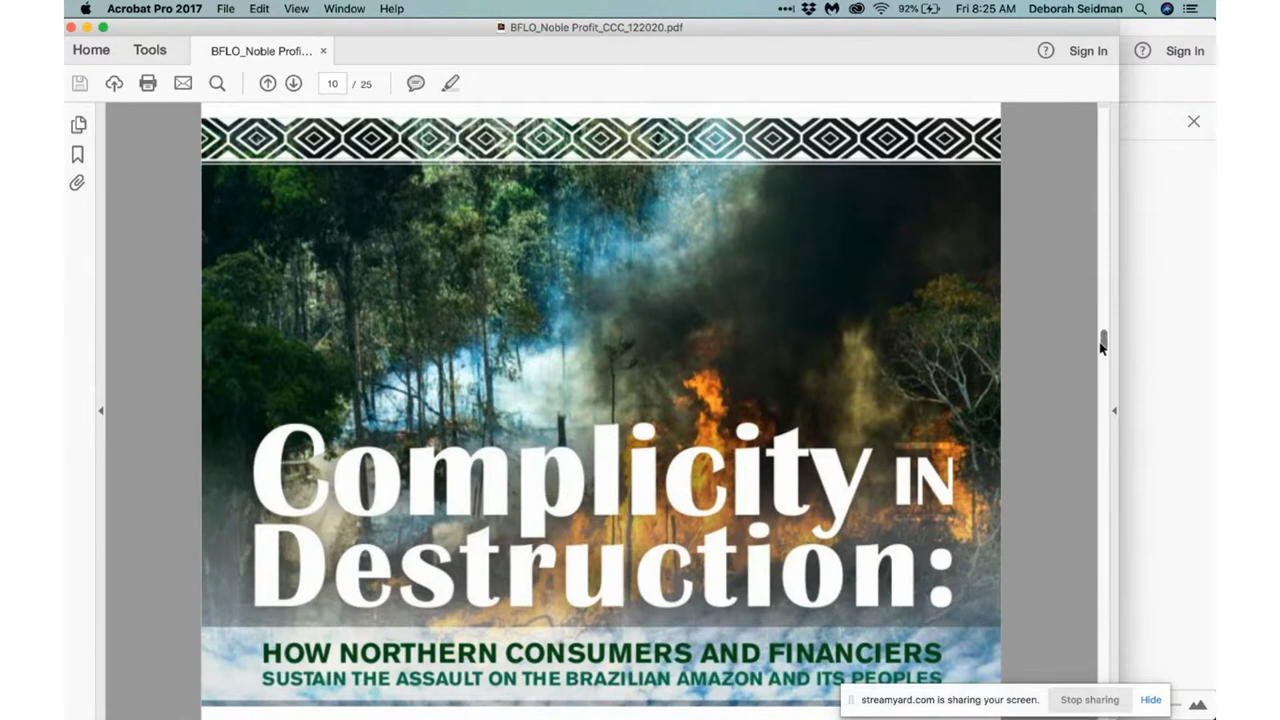 Acrobat Pro 2017 File Edit View Window Help 92% Fri 8:25 AM Deborah Seidman
BFLO_Noble Profit_CCC_122020.pdf
Home Tools BFLO_Noble Profi... × Sign In Sign In
10 / 25
Complicity IN
Destruction:
HOW NORTHERN CONSUMERS AND FINANCIERS
SUSTAIN THE ASSAULT ON THE BRAZILIAN AMAZON AND ITS PEOPLES
streamyard.com is sharing your screen. Stop sharing Hide